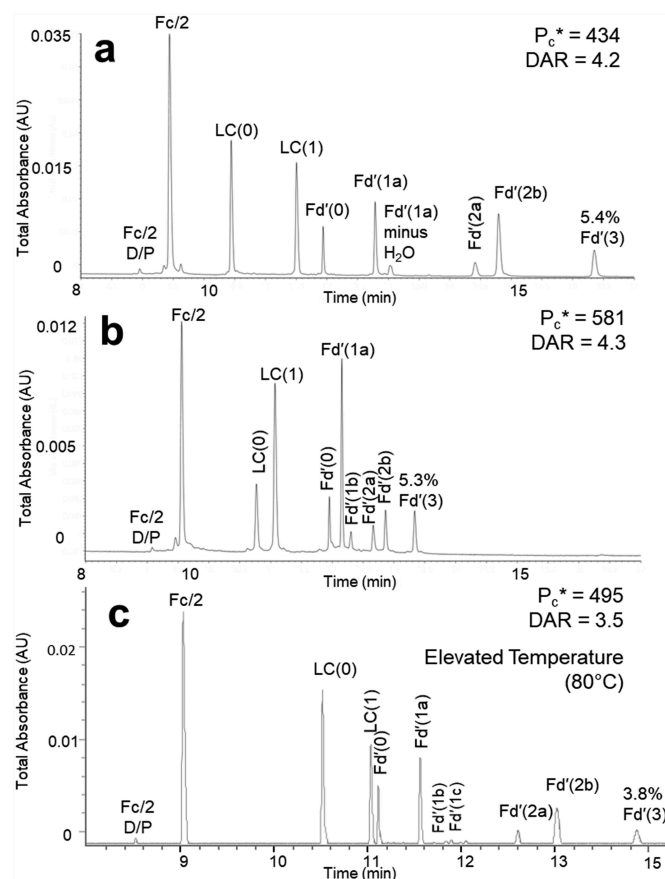 a
P_c* = 434
DAR = 4.2
Fc/2
LC(0)
LC(1)
Fd′(0)
Fd′(1a)
Fd′(1a)
minus
H₂O
Fd′(2a)
Fd′(2b)
5.4%
Fd′(3)
Fc/2
D/P
Total Absorbance (AU)
0.035
0.015
0
8
10
15
Time (min)
b
P_c* = 581
DAR = 4.3
Fc/2
LC(0)
LC(1)
Fd′(0)
Fd′(1a)
Fd′(1b)
Fd′(2a)
Fd′(2b)
5.3%
Fd′(3)
Fc/2
D/P
Total Absorbance (AU)
0.012
0.005
0
8
10
15
Time (min)
c
P_c* = 495
DAR = 3.5
Elevated Temperature
(80°C)
Fc/2
LC(0)
LC(1)
Fd′(0)
Fd′(1a)
Fd′(1b)
Fd′(1c)
Fd′(2a)
Fd′(2b)
3.8%
Fd′(3)
Fc/2
D/P
Total Absorbance (AU)
0.02
0.01
0
9
10
11
12
13
14
15
Time (min)